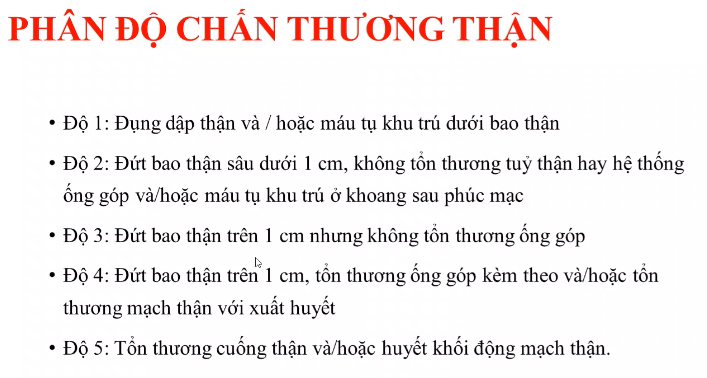 PHÂN ĐỘ CHẤN THƯƠNG THẬN
• Độ 1: Đụng dập thận và / hoặc máu tụ khu trú dưới bao thận
• Độ 2: Đứt bao thận sâu dưới 1 cm, không tổn thương tuỷ thận hay hệ thống
ống góp và/hoặc máu tụ khu trú ở khoang sau phúc mạc
• Độ 3: Đứt bao thận trên 1 cm nhưng không tổn thương ống góp
• Độ 4: Đứt bao thận trên 1 cm, tổn thương ống góp kèm theo và/hoặc tổn
thương mạch thận với xuất huyết
• Độ 5: Tổn thương cuống thận và/hoặc huyết khối động mạch thận.